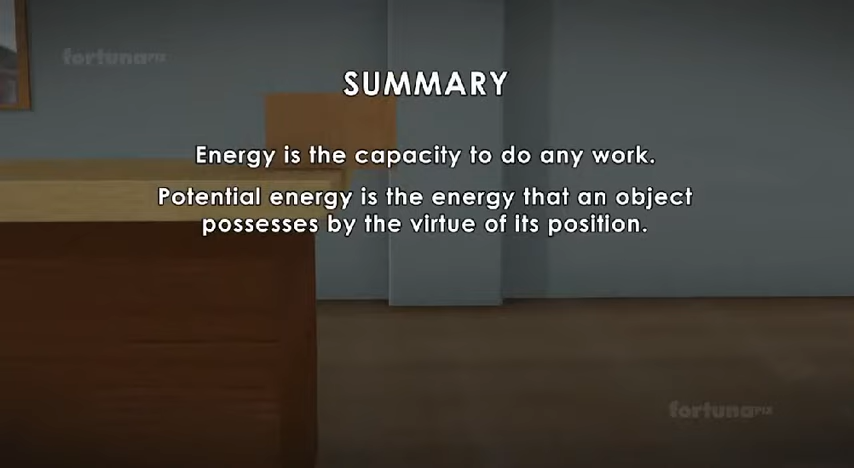 fortunaPIX
SUMMARY
Energy is the capacity to do any work.
Potential energy is the energy that an object
possesses by the virtue of its position.
fortunaPIX